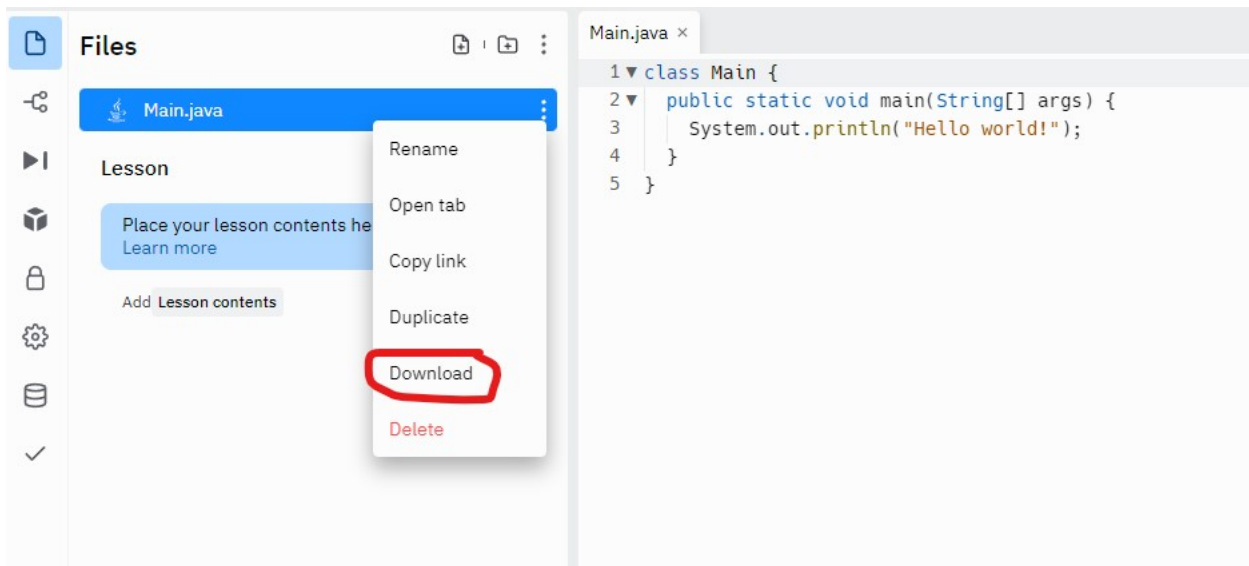 Files
Main.java
Lesson
Place your lesson contents he
Learn more
Add Lesson contents
Rename
Open tab
Copy link
Duplicate
Download
Delete
Main.java ×
1 class Main {
2 public static void main(String[] args) {
3 System.out.println("Hello world!");
4 }
5 }